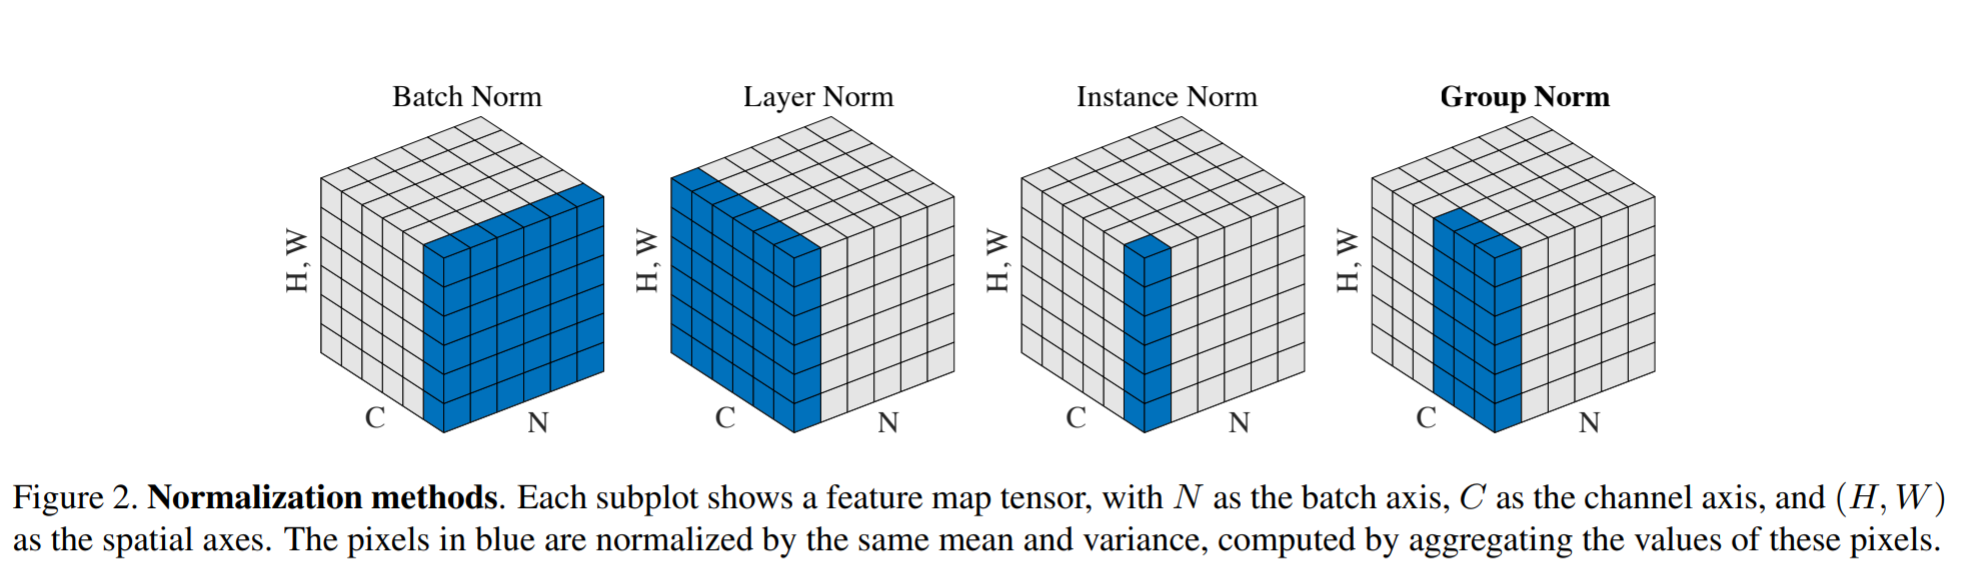 Batch Norm
Layer Norm
Instance Norm
Group Norm
H, W
C
N
H, W
C
N
H, W
C
N
H, W
C
N
Figure 2. Normalization methods. Each subplot shows a feature map tensor, with N as the batch axis, C as the channel axis, and (H, W)
as the spatial axes. The pixels in blue are normalized by the same mean and variance, computed by aggregating the values of these pixels.